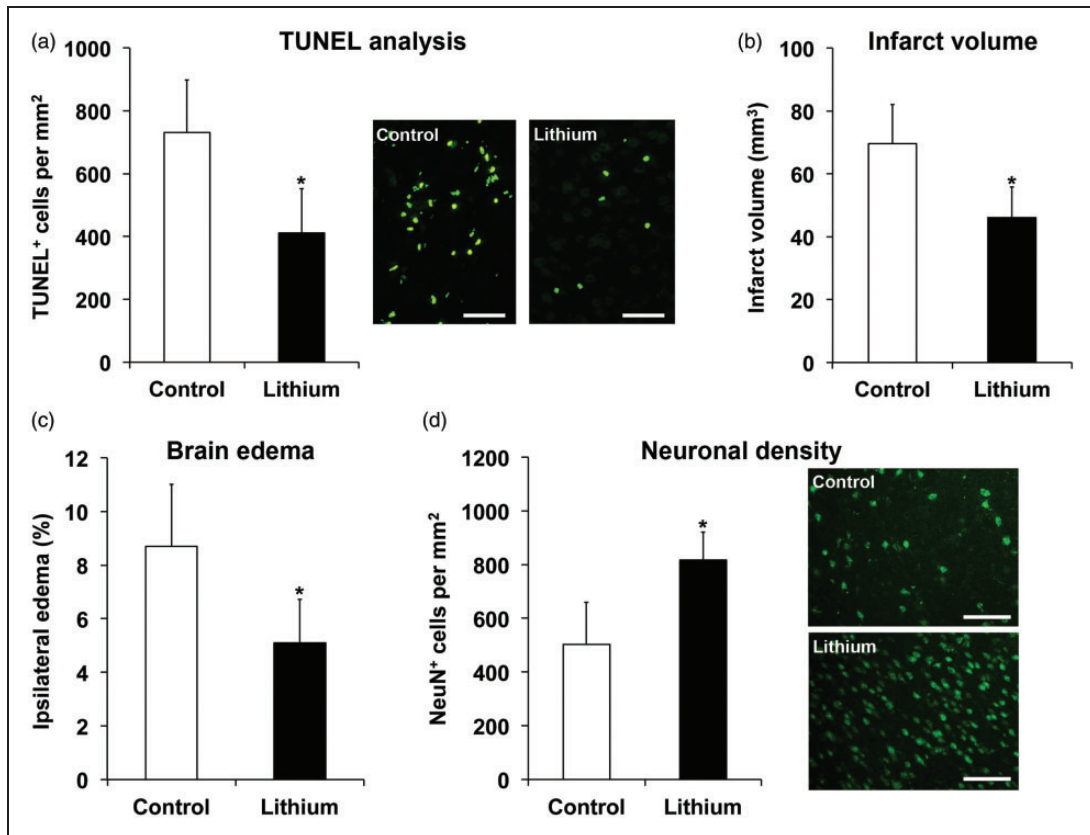 (a)
TUNEL analysis
TUNEL⁺ cells per mm²
1000
800
600
400
200
0
*
Control
Lithium
Control
Lithium
(b)
Infarct volume
Infarct volume (mm³)
100
80
60
40
20
0
*
Control
Lithium
(c)
Brain edema
Ipsilateral edema (%)
12
10
8
6
4
2
0
*
Control
Lithium
(d)
Neuronal density
NeuN⁺ cells per mm²
1200
1000
800
600
400
200
0
*
Control
Lithium
Control
Lithium